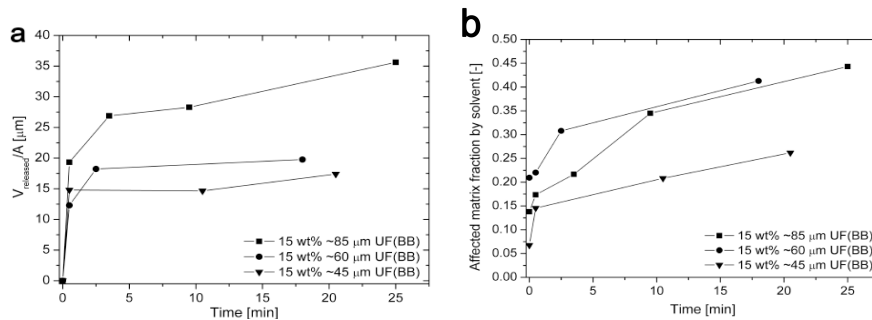 a
40
35
30
25
20
15
10
5
0
V_released/A [μm]
0 5 10 15 20 25
Time [min]
15 wt% ~85 μm UF(BB)
15 wt% ~60 μm UF(BB)
15 wt% ~45 μm UF(BB)
b
0.50
0.45
0.40
0.35
0.30
0.25
0.20
0.15
0.10
0.05
0.00
Affected matrix fraction by solvent [-]
0 5 10 15 20 25
Time [min]
15 wt% ~85 μm UF(BB)
15 wt% ~60 μm UF(BB)
15 wt% ~45 μm UF(BB)